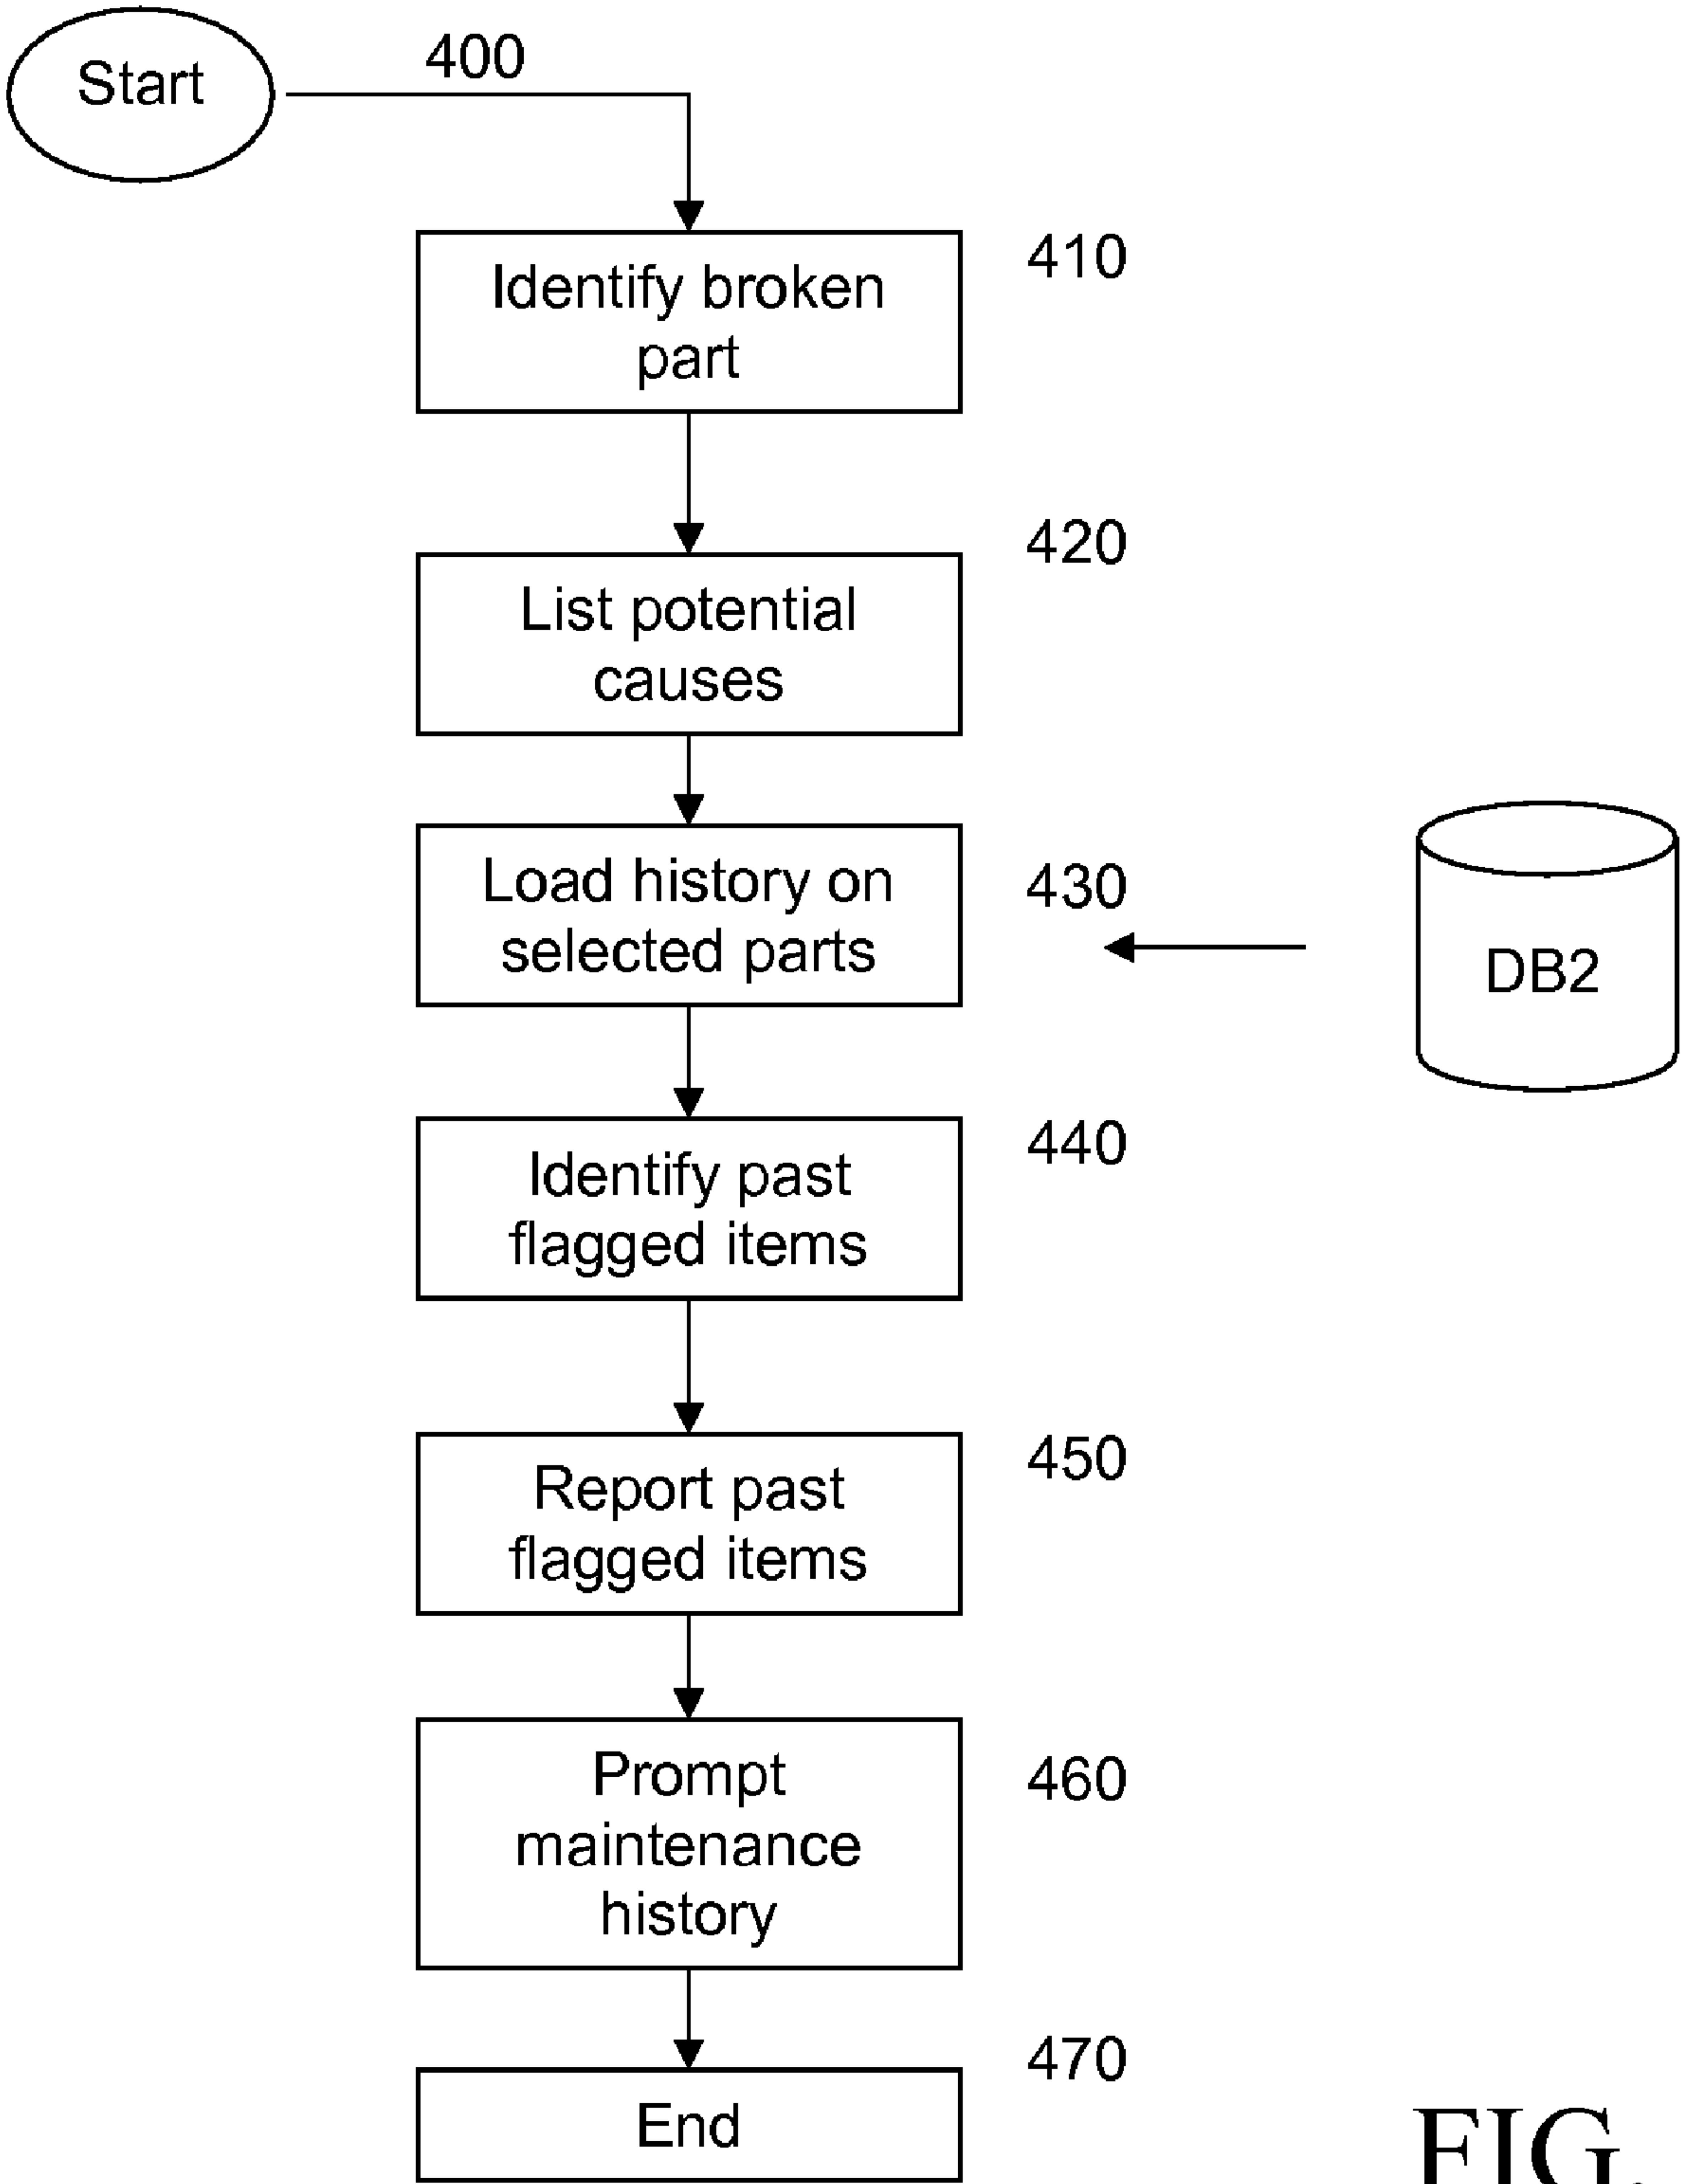 Start
400
Identify broken
part
410
List potential
causes
420
Load history on
selected parts
430
DB2
Identify past
flagged items
440
Report past
flagged items
450
Prompt
maintenance
history
460
End
470
FIG.